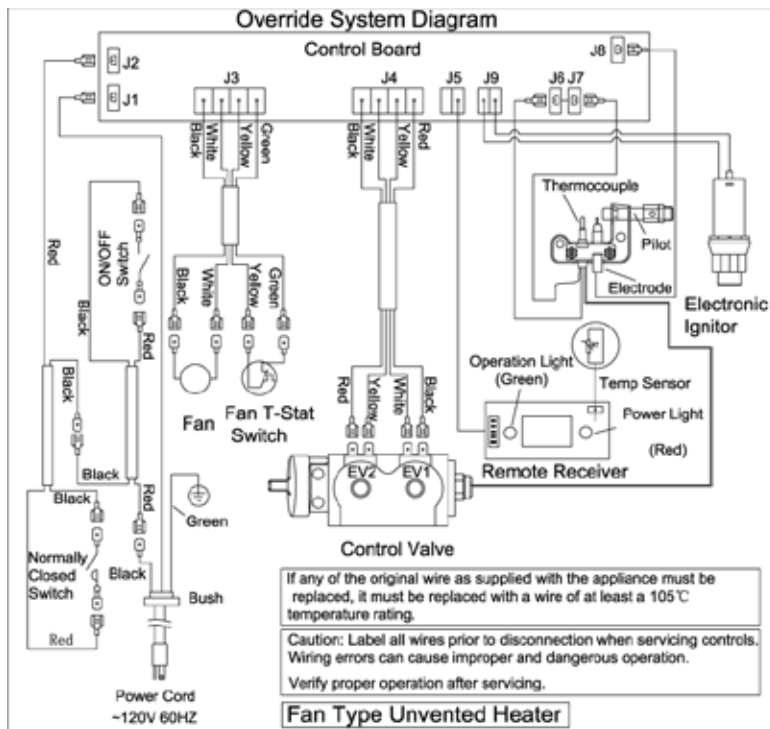 Override System Diagram
Control Board
J2
J1
J3
J4
J5
J9
J6
J7
J8
Black
White
Yellow
Green
Black
White
Yellow
Red
Thermocouple
Pilot
Electrode
Electronic
Ignitor
Red
ON/OFF
Switch
Black
Red
Black
White
Yellow
Green
Fan
Fan T-Stat
Switch
Red
Yellow
White
Black
EV2
EV1
Control Valve
Operation Light
(Green)
Temp Sensor
Power Light
(Red)
Remote Receiver
Black
Black
Black
Red
Green
Normally
Closed
Switch
Black
Bush
Red
Power Cord
~120V 60HZ
If any of the original wire as supplied with the appliance must be
replaced, it must be replaced with a wire of at least a 105℃
temperature rating.
Caution: Label all wires prior to disconnection when servicing controls.
Wiring errors can cause improper and dangerous operation.
Verify proper operation after servicing.
Fan Type Unvented Heater